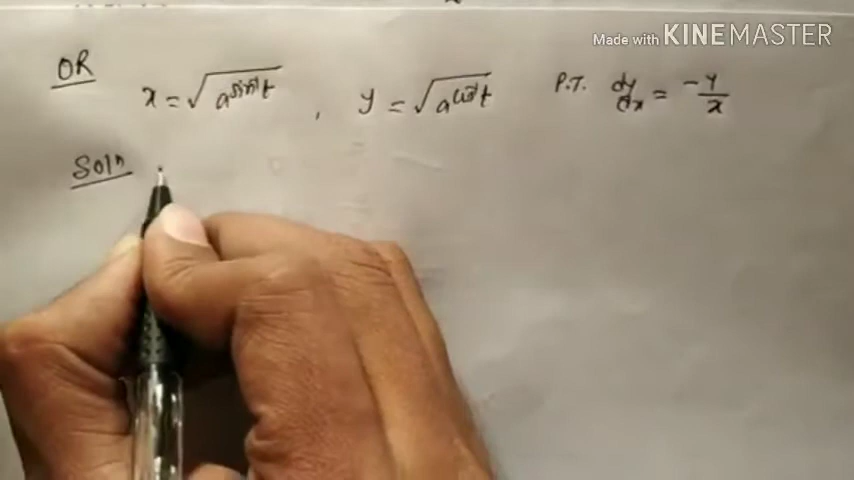 Made with KINEMASTER
OR
x = √a^sin⁻¹t , y = √a^cos⁻¹t P.T. dy/dx = -y/x
Soln